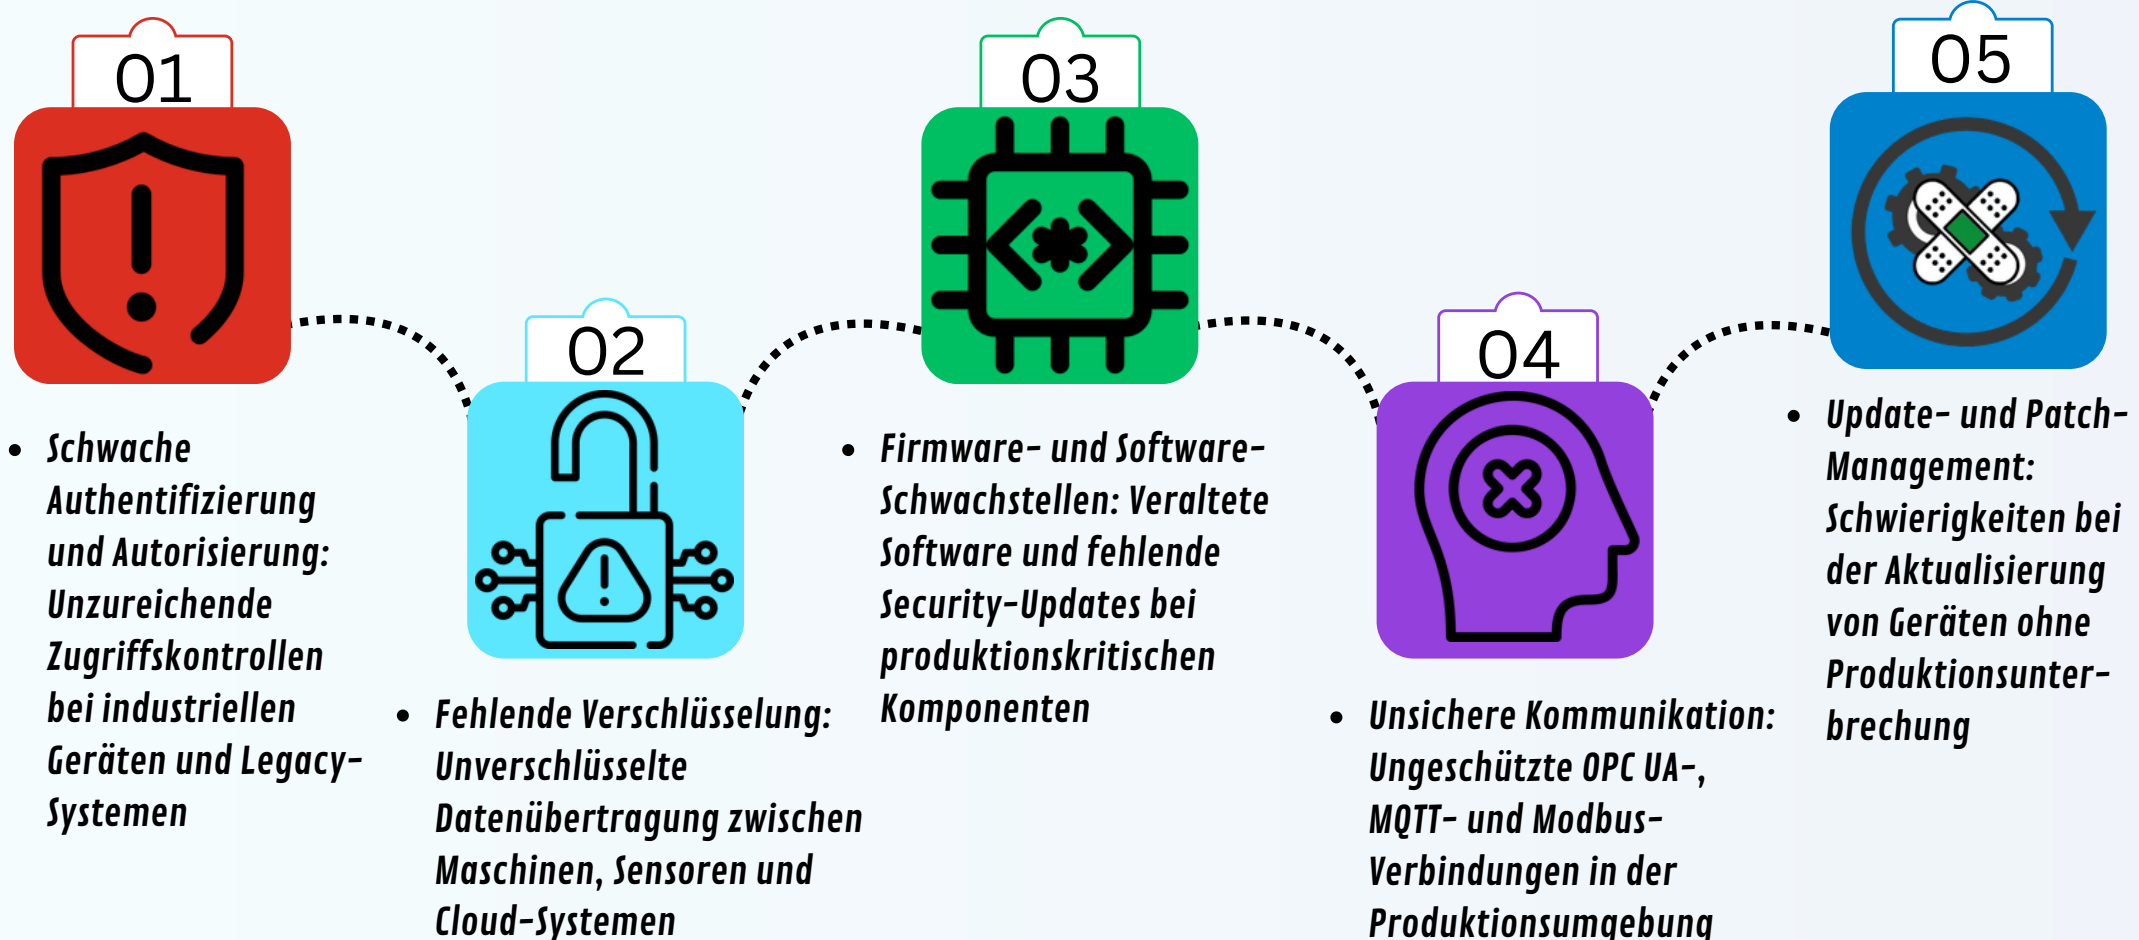 01
Schwache
Authentifizierung
und Autorisierung:
Unzureichende
Zugriffskontrollen
bei industriellen
Geräten und Legacy-
Systemen
02
Fehlende Verschlüsselung:
Unverschlüsselte
Datenübertragung zwischen
Maschinen, Sensoren und
Cloud-Systemen
03
Firmware- und Software-
Schwachstellen: Veraltete
Software und fehlende
Security-Updates bei
produktionskritischen
Komponenten
04
Unsichere Kommunikation:
Ungeschützte OPC UA-,
MQTT- und Modbus-
Verbindungen in der
Produktionsumgebung
05
Update- und Patch-
Management:
Schwierigkeiten bei
der Aktualisierung
von Geräten ohne
Produktionsunter-
brechung